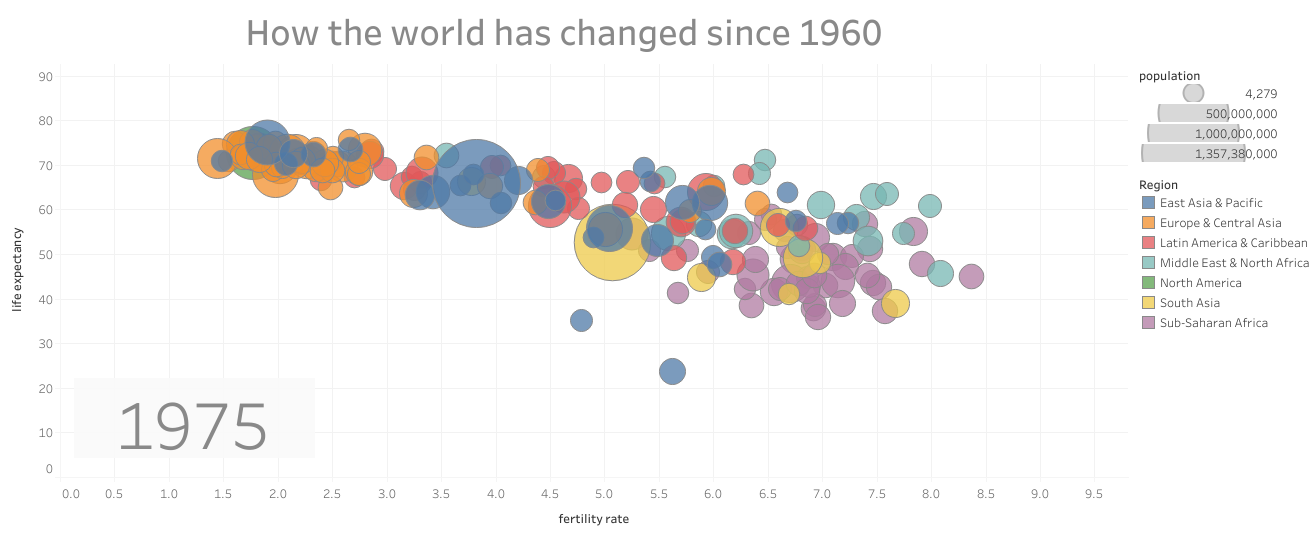 How the world has changed since 1960
population
4,279
500,000,000
1,000,000,000
1,357,380,000
Region
East Asia & Pacific
Europe & Central Asia
Latin America & Caribbean
Middle East & North Africa
North America
South Asia
Sub-Saharan Africa
life expectancy
90
80
70
60
50
40
30
20
10
0
1975
0.0 0.5 1.0 1.5 2.0 2.5 3.0 3.5 4.0 4.5 5.0 5.5 6.0 6.5 7.0 7.5 8.0 8.5 9.0 9.5
fertility rate